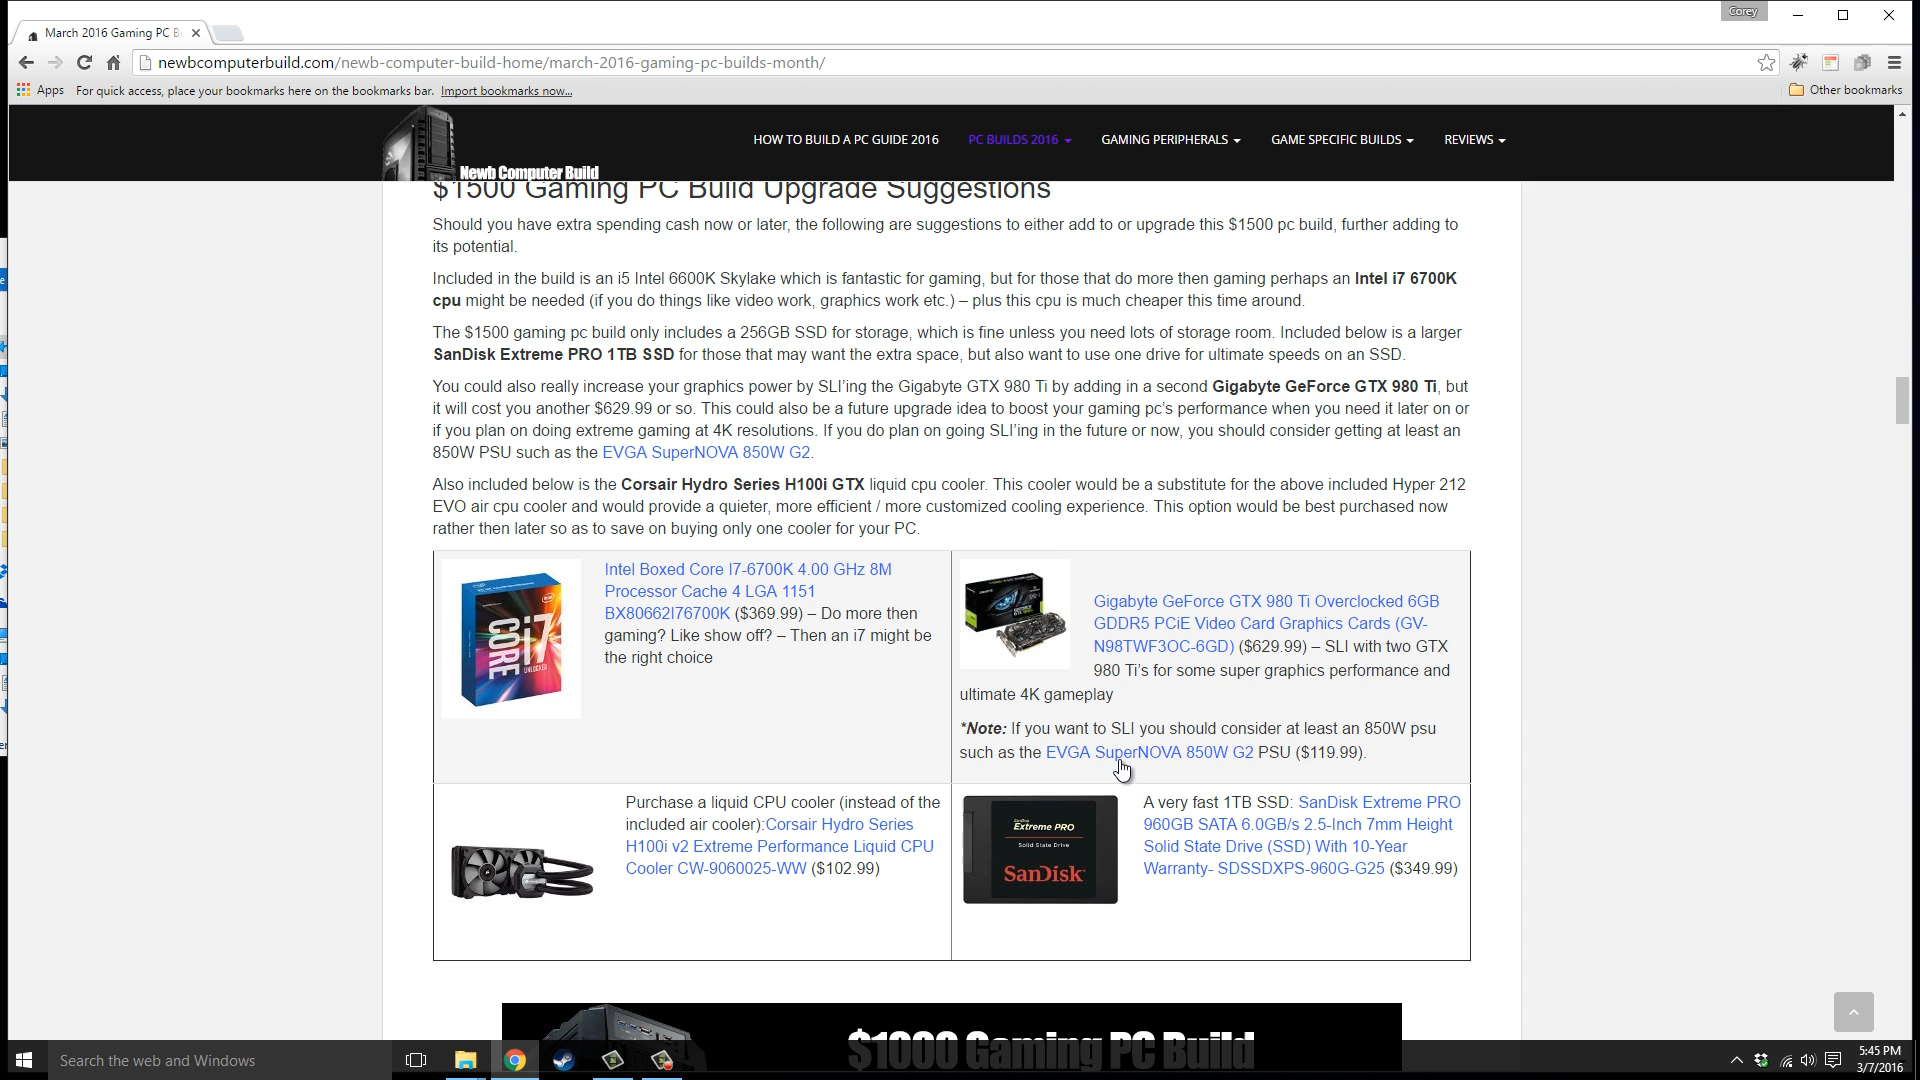 Corey
March 2016 Gaming PC B
newbcomputerbuild.com/newb-computer-build-home/march-2016-gaming-pc-builds-month/
Apps For quick access, place your bookmarks here on the bookmarks bar. Import bookmarks now... Other bookmarks
Newb Computer Build
HOW TO BUILD A PC GUIDE 2016 PC BUILDS 2016 GAMING PERIPHERALS GAME SPECIFIC BUILDS REVIEWS
$1500 Gaming PC Build Upgrade Suggestions
Should you have extra spending cash now or later, the following are suggestions to either add to or upgrade this $1500 pc build, further adding to
its potential.
Included in the build is an i5 Intel 6600K Skylake which is fantastic for gaming, but for those that do more then gaming perhaps an Intel i7 6700K
cpu might be needed (if you do things like video work, graphics work etc.) – plus this cpu is much cheaper this time around.
The $1500 gaming pc build only includes a 256GB SSD for storage, which is fine unless you need lots of storage room. Included below is a larger
SanDisk Extreme PRO 1TB SSD for those that may want the extra space, but also want to use one drive for ultimate speeds on an SSD.
You could also really increase your graphics power by SLI'ing the Gigabyte GTX 980 Ti by adding in a second Gigabyte GeForce GTX 980 Ti, but
it will cost you another $629.99 or so. This could also be a future upgrade idea to boost your gaming pc's performance when you need it later on or
if you plan on doing extreme gaming at 4K resolutions. If you do plan on going SLI'ing in the future or now, you should consider getting at least an
850W PSU such as the EVGA SuperNOVA 850W G2.
Also included below is the Corsair Hydro Series H100i GTX liquid cpu cooler. This cooler would be a substitute for the above included Hyper 212
EVO air cpu cooler and would provide a quieter, more efficient / more customized cooling experience. This option would be best purchased now
rather then later so as to save on buying only one cooler for your PC.
CORE i7
UNLOCKED
Intel Boxed Core I7-6700K 4.00 GHz 8M
Processor Cache 4 LGA 1151
BX80662I76700K ($369.99) – Do more then
gaming? Like show off? – Then an i7 might be
the right choice
Gigabyte GeForce GTX 980 Ti Overclocked 6GB
GDDR5 PCiE Video Card Graphics Cards (GV-
N98TWF3OC-6GD) ($629.99) – SLI with two GTX
980 Ti's for some super graphics performance and
ultimate 4K gameplay
*Note: If you want to SLI you should consider at least an 850W psu
such as the EVGA SuperNOVA 850W G2 PSU ($119.99).
Purchase a liquid CPU cooler (instead of the
included air cooler):Corsair Hydro Series
H100i v2 Extreme Performance Liquid CPU
Cooler CW-9060025-WW ($102.99)
SanDisk
Extreme PRO
Solid State Drive
SanDisk
A very fast 1TB SSD: SanDisk Extreme PRO
960GB SATA 6.0GB/s 2.5-Inch 7mm Height
Solid State Drive (SSD) With 10-Year
Warranty- SDSSDXPS-960G-G25 ($349.99)
$1000 Gaming PC Build
Search the web and Windows
5:45 PM
3/7/2016